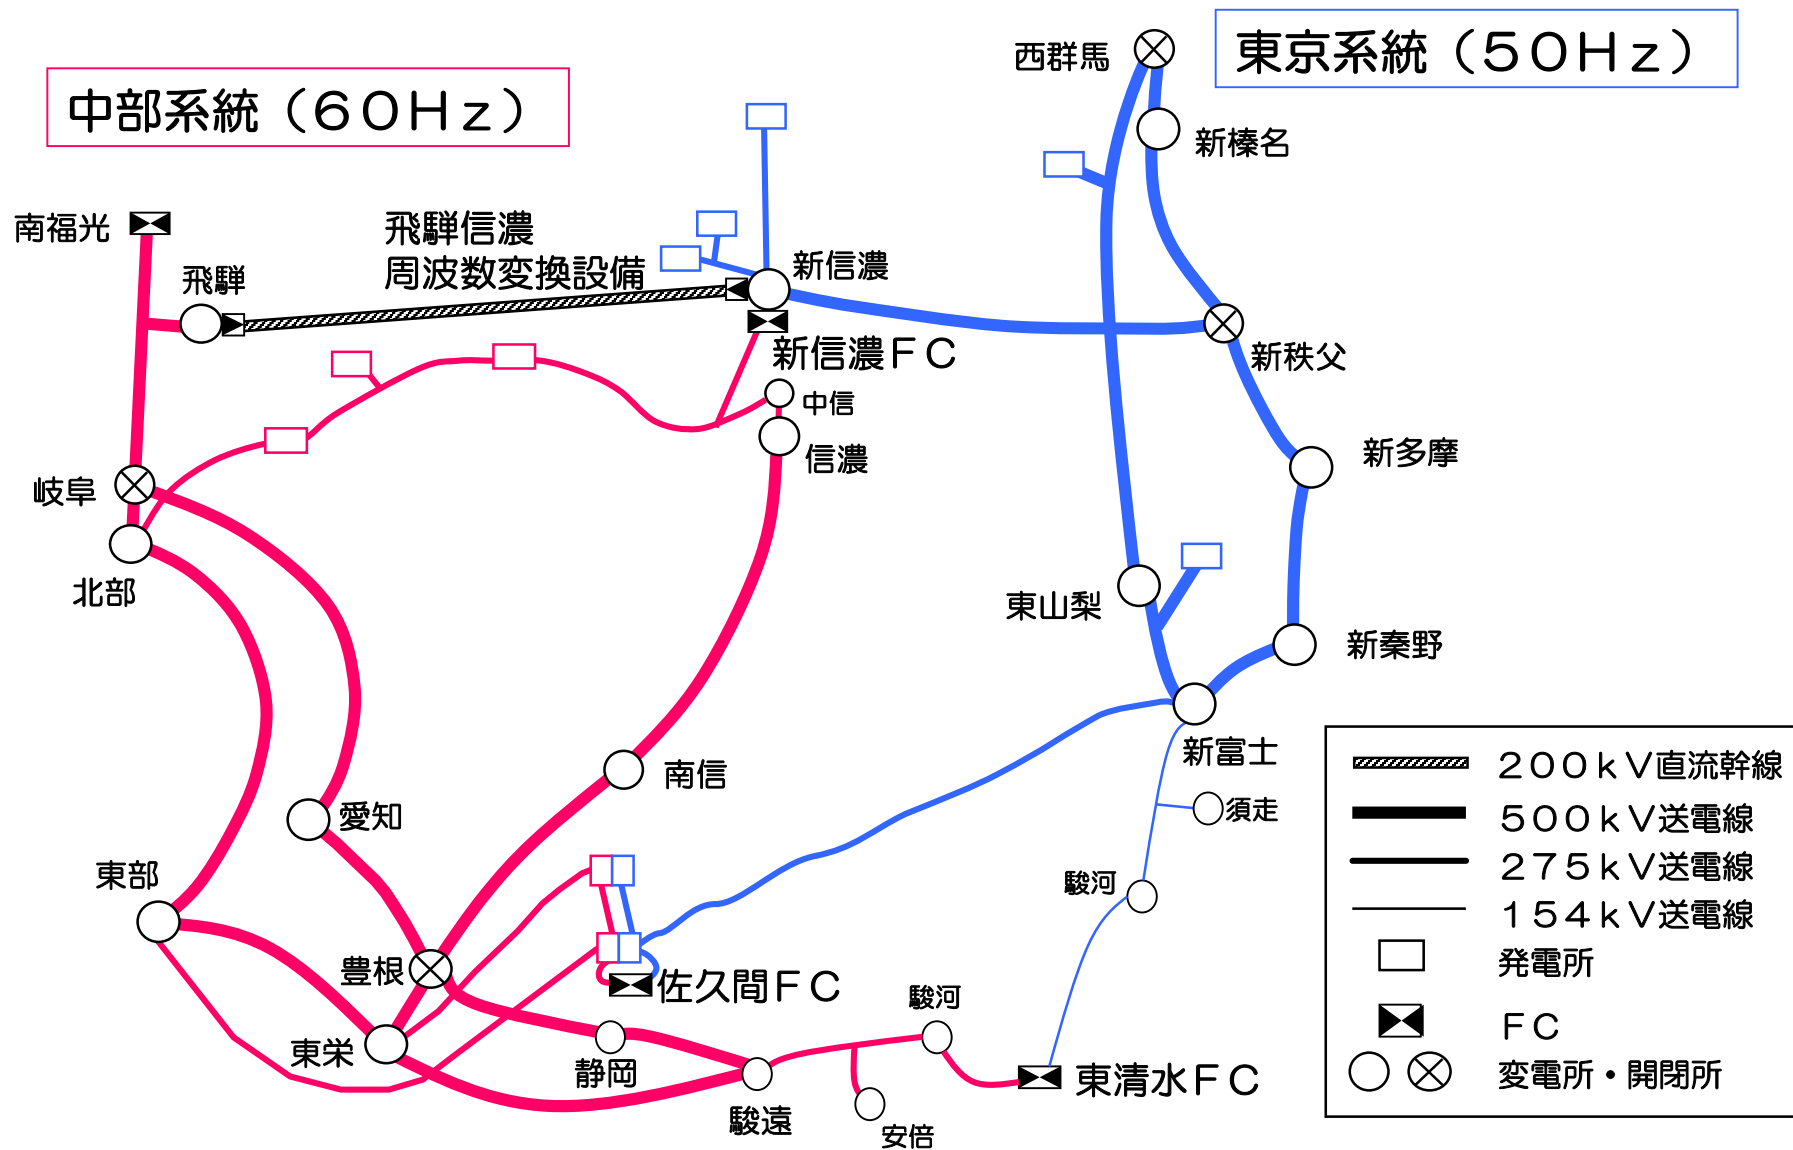 中部系統（60Hz）
東京系統（50Hz）
西群馬
新榛名
南福光
飛騨
飛騨信濃
周波数変換設備
新信濃
新信濃FC
中信
信濃
新秩父
新多摩
岐阜
北部
東山梨
新秦野
新富士
須走
駿河
南信
愛知
東部
豊根
東栄
佐久間FC
静岡
駿遠
駿河
安倍
東清水FC
200kV直流幹線
500kV送電線
275kV送電線
154kV送電線
発電所
FC
変電所・開閉所